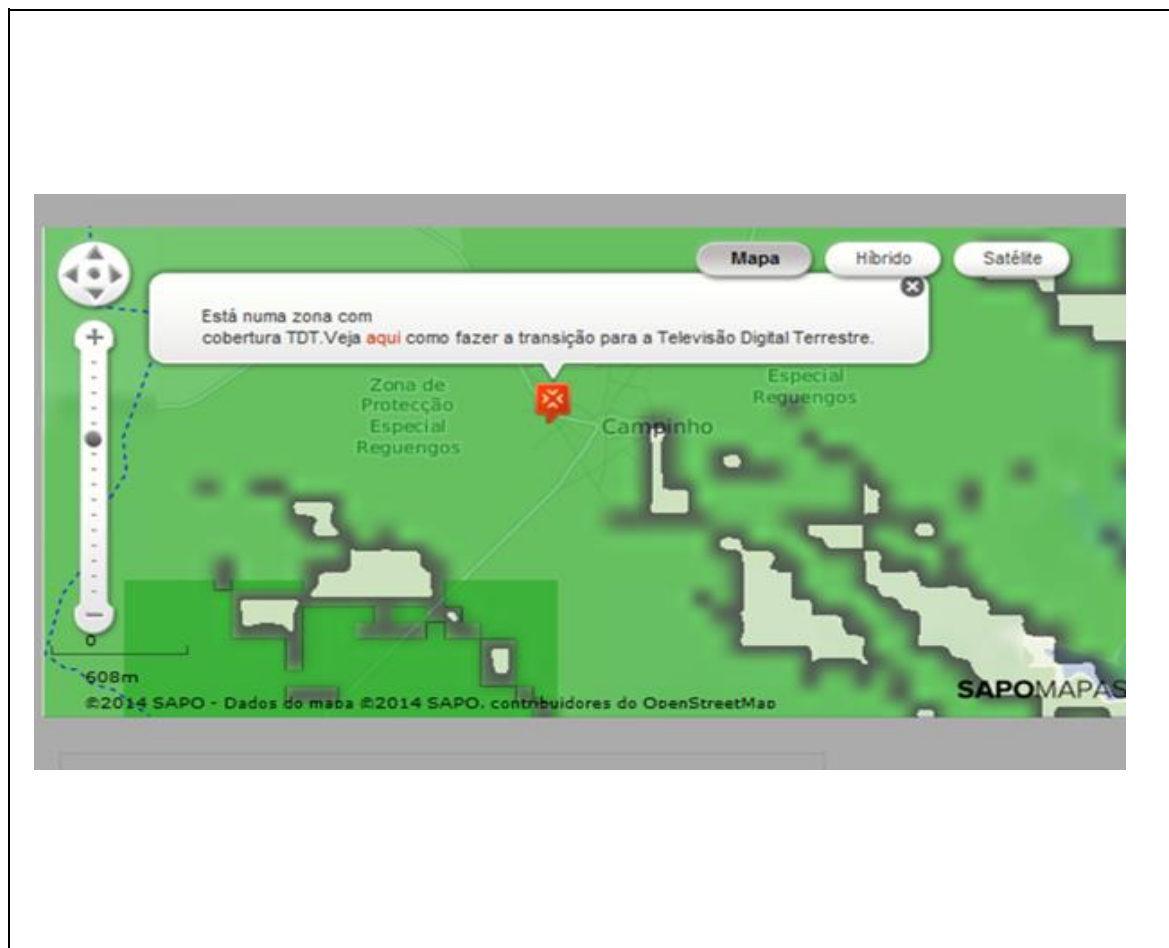 Mapa
Híbrido
Satélite
Está numa zona com
cobertura TDT.Veja aqui como fazer a transição para a Televisão Digital Terrestre.
Zona de
Protecção
Especial
Reguengos
Especial
Reguengos
Campinho
0
608m
©2014 SAPO - Dados do mapa ©2014 SAPO, contribuidores do OpenStreetMap
SAPOMAPAS